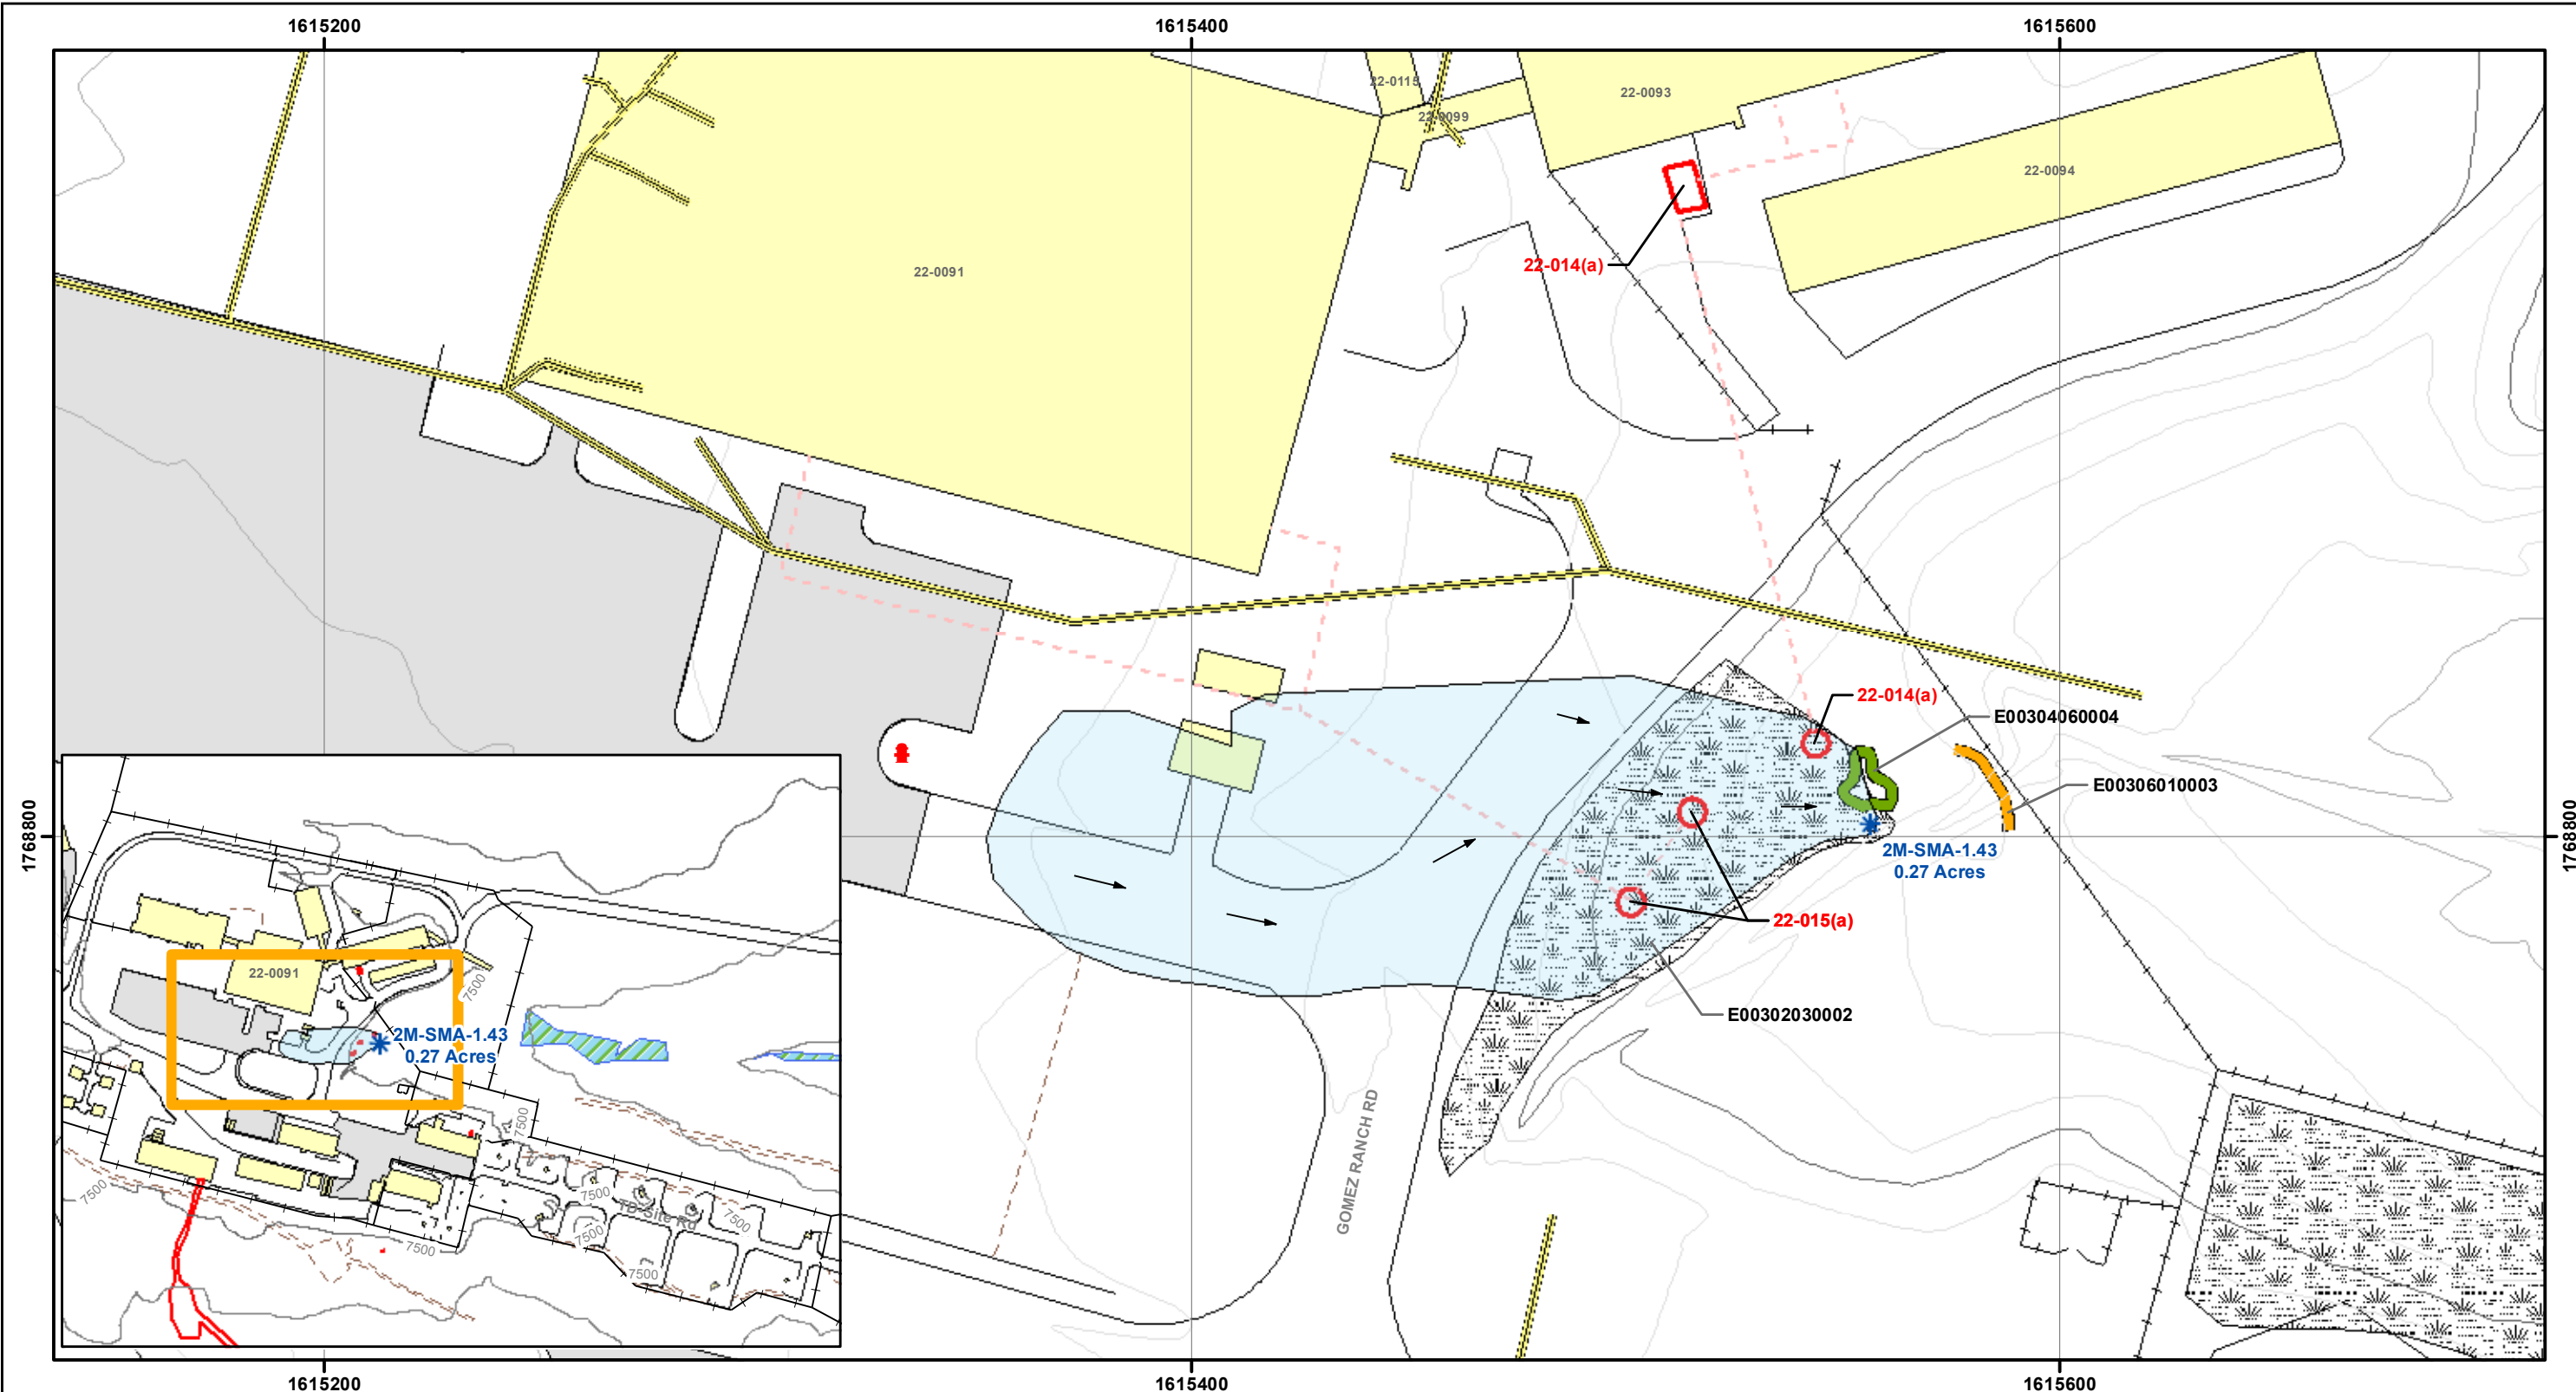 1615200
1615400
1615600
22-0115
22-0099
22-0093
22-0094
22-0091
22-014(a)
22-014(a)
E00304060004
E00306010003
1768800
1768800
2M-SMA-1.43
0.27 Acres
22-015(a)
E00302030002
GOMEZ RANCH RD
22-0091
7500
2M-SMA-1.43
0.27 Acres
7500
7500
7500
TD-Site Rd
7500
7500
7500
7500
1615200
1615400
1615600